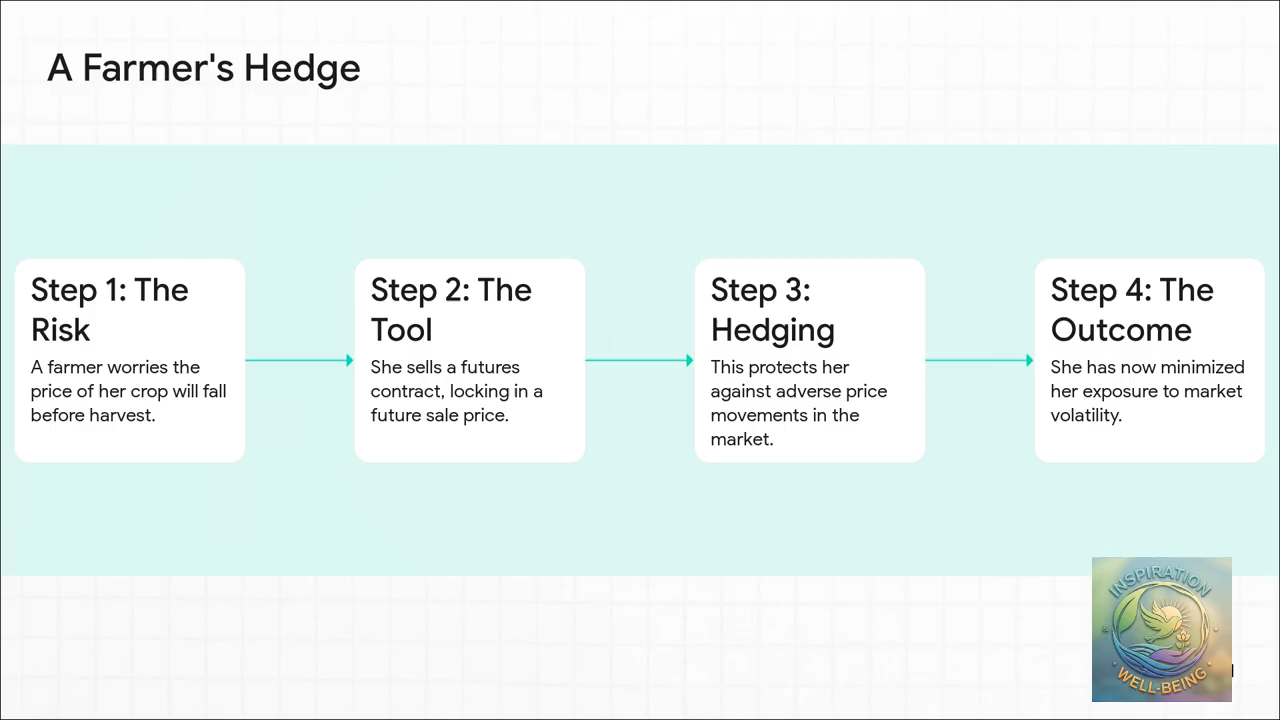 A Farmer's Hedge
Step 1: The
Risk
A farmer worries the
price of her crop will fall
before harvest.
Step 2: The
Tool
She sells a futures
contract, locking in a
future sale price.
Step 3:
Hedging
This protects her
against adverse price
movements in the
market.
Step 4: The
Outcome
She has now minimized
her exposure to market
volatility.
INSPIRATION
&
WELL-BEING